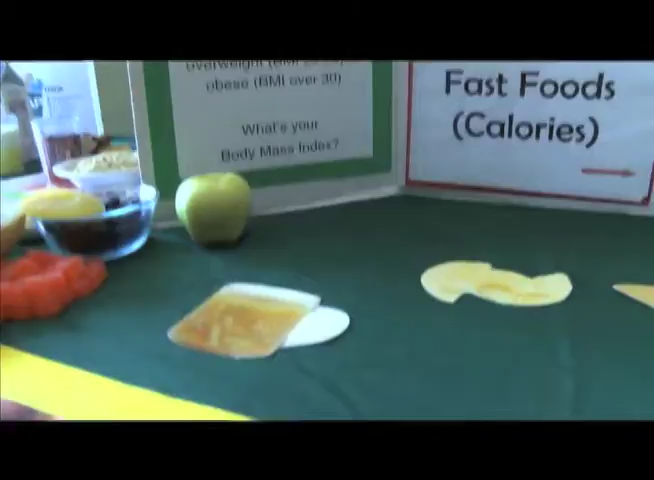 obese (BMI over 30)
What's your
Body Mass Index?
Fast Foods
(Calories)